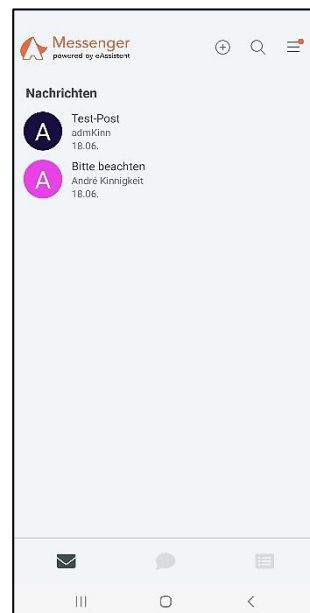 Messenger
powered by eAssistent
Nachrichten
A
Test-Post
admKinn
18.06.
A
Bitte beachten
André Kinnigkeit
18.06.